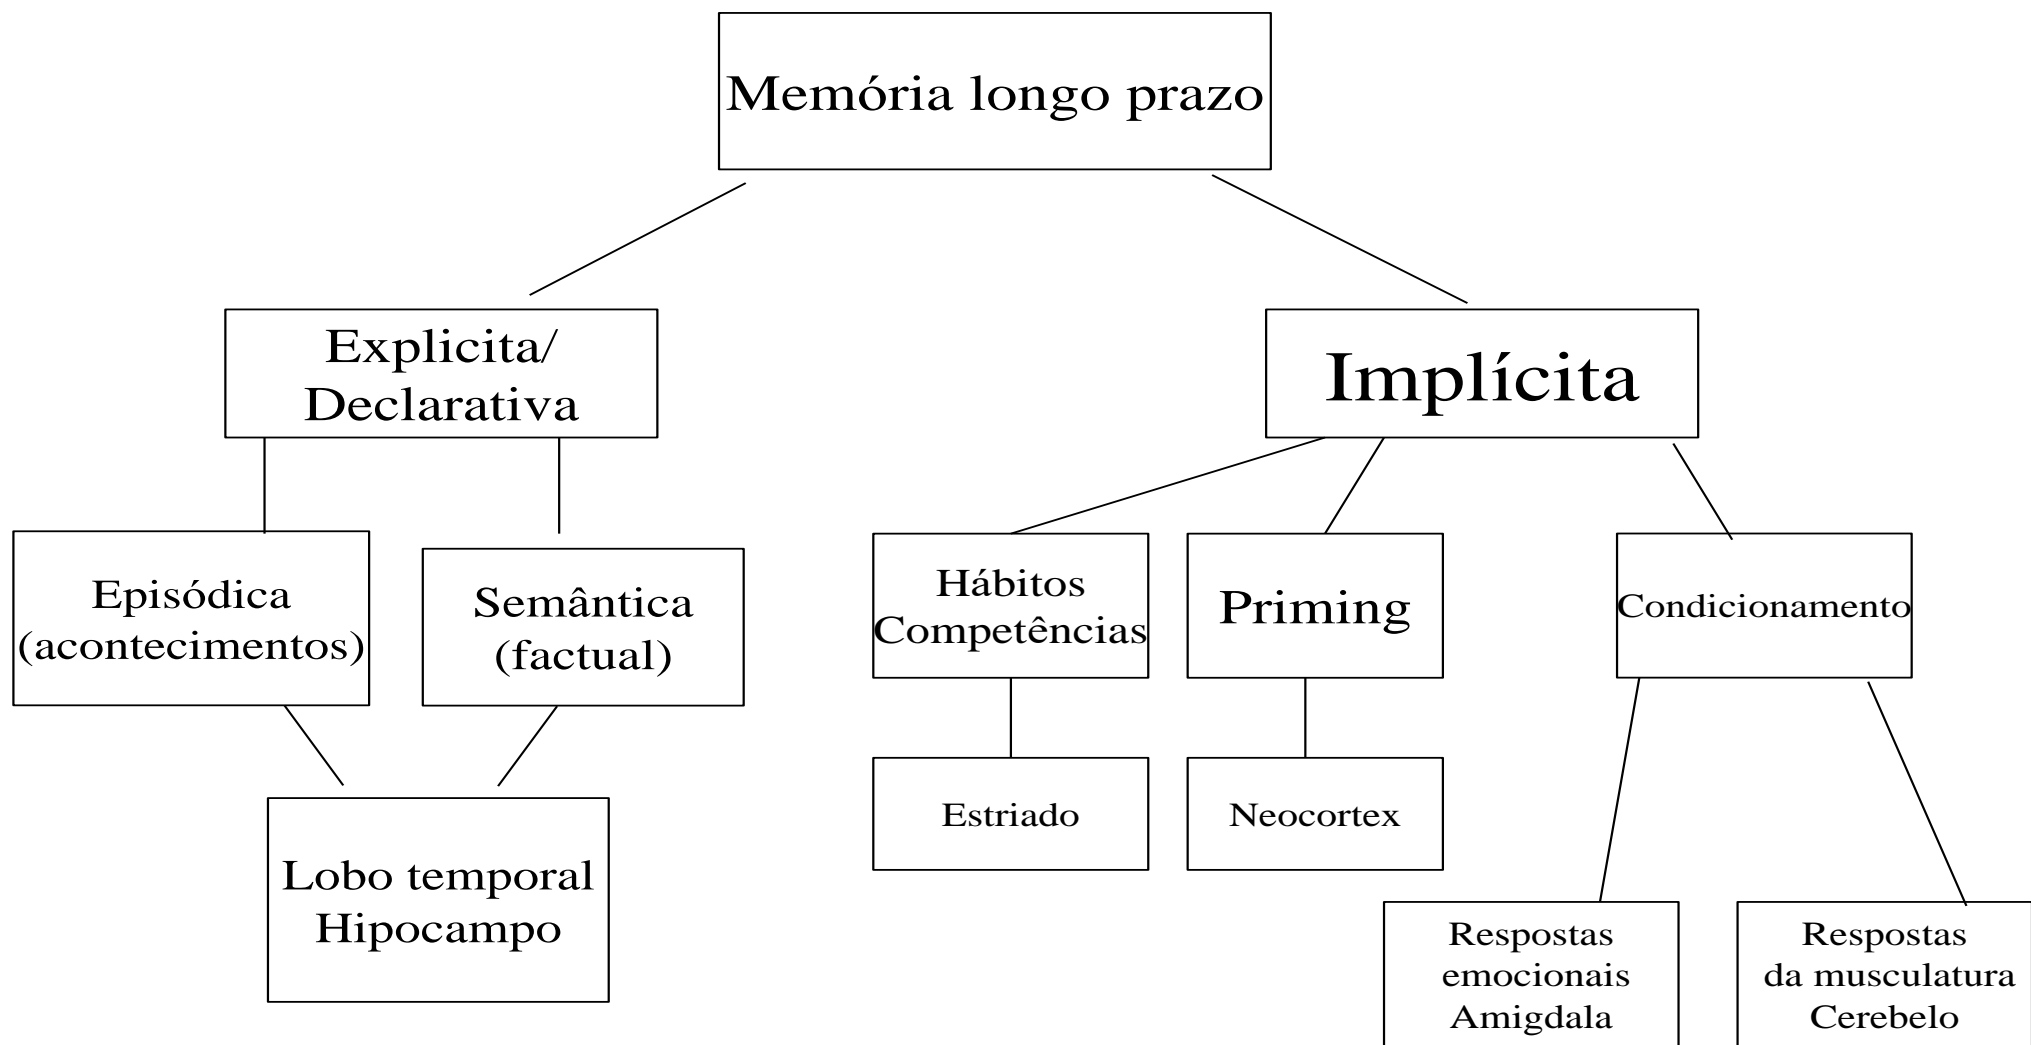 Memória longo prazo
Explicita/
Declarativa
Implícita
Episódica
(acontecimentos)
Semântica
(factual)
Hábitos
Competências
Priming
Condicionamento
Estriado
Neocortex
Lobo temporal
Hipocampo
Respostas
emocionais
Amigdala
Respostas
da musculatura
Cerebelo